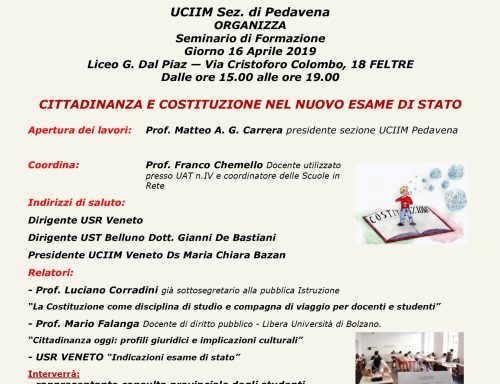 UCIIM Sez. di Pedavena
ORGANIZZA
Seminario di Formazione
Giorno 16 Aprile 2019
Liceo G. Dal Piaz — Via Cristoforo Colombo, 18 FELTRE
Dalle ore 15.00 alle ore 19.00
CITTADINANZA E COSTITUZIONE NEL NUOVO ESAME DI STATO
Apertura dei lavori: Prof. Matteo A. G. Carrera presidente sezione UCIIM Pedavena
Coordina: Prof. Franco Chemello Docente utilizzato
presso UAT n.IV e coordinatore delle Scuole in
Rete
COSTITUZIONE
Indirizzi di saluto:
Dirigente USR Veneto
Dirigente UST Belluno Dott. Gianni De Bastiani
Presidente UCIIM Veneto Ds Maria Chiara Bazan
Relatori:
- Prof. Luciano Corradini già sottosegretario alla pubblica Istruzione
“La Costituzione come disciplina di studio e compagna di viaggio per docenti e studenti”
- Prof. Mario Falanga Docente di diritto pubblico - Libera Università di Bolzano.
“Cittadinanza oggi: profili giuridici e implicazioni culturali”
- USR VENETO “Indicazioni esame di stato”
Interverrà:
- rappresentante consulta provinciale degli studenti